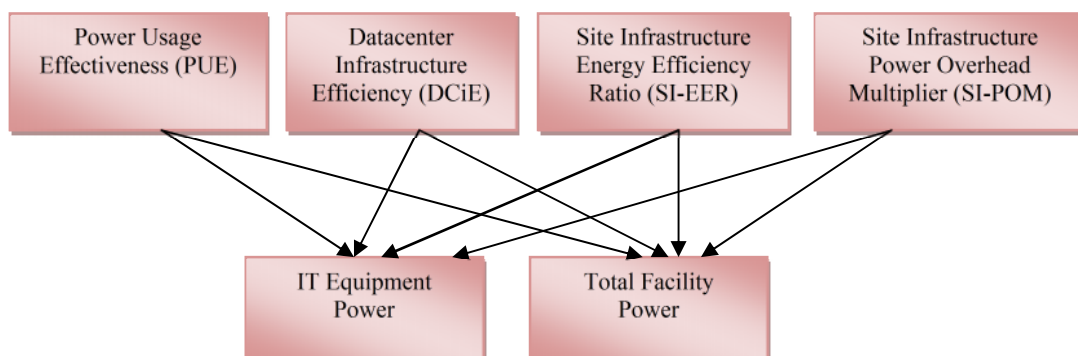 Power Usage
Effectiveness (PUE)
Datacenter
Infrastructure
Efficiency (DCiE)
Site Infrastructure
Energy Efficiency
Ratio (SI-EER)
Site Infrastructure
Power Overhead
Multiplier (SI-POM)
IT Equipment
Power
Total Facility
Power